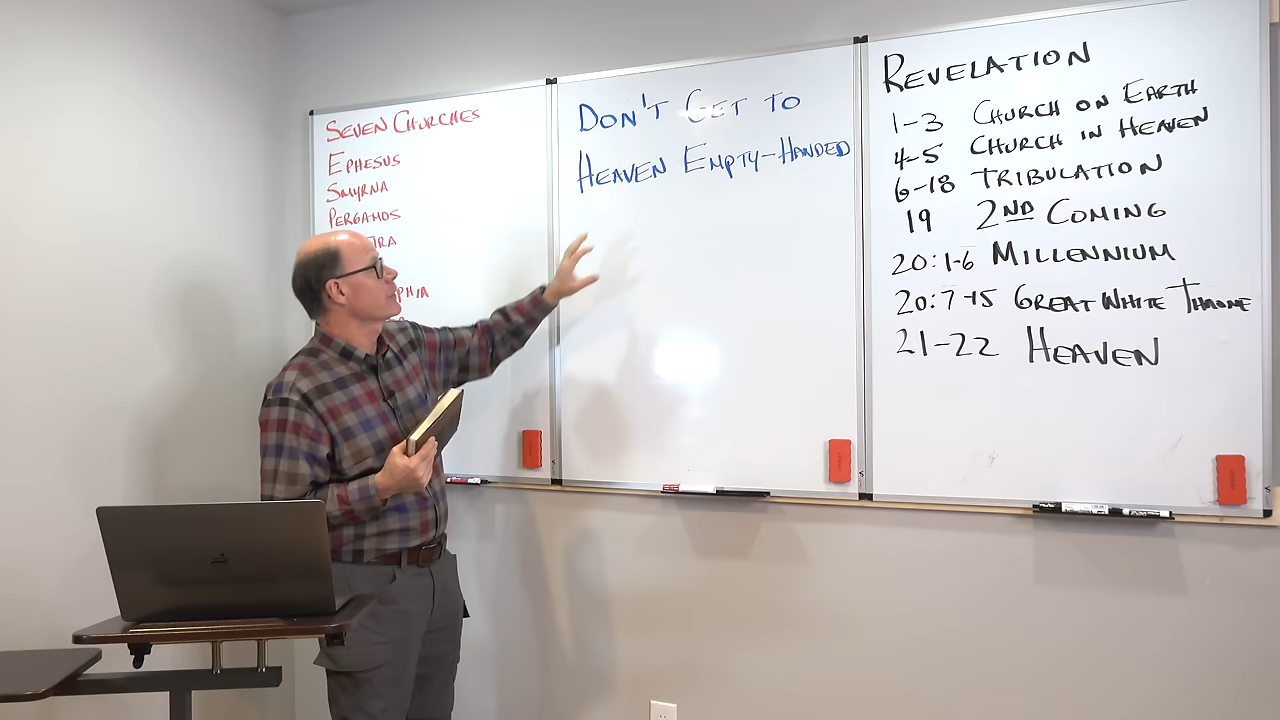 SEVEN CHURCHES
EPHESUS
SMYRNA
PERGAMOS
DON'T GET TO
HEAVEN EMPTY-HANDED
REVELATION
1-3 CHURCH ON EARTH
4-5 CHURCH IN HEAVEN
6-18 TRIBULATION
19 2ND COMING
20:1-6 MILLENNIUM
20:7-15 GREAT WHITE THRONE
21-22 HEAVEN